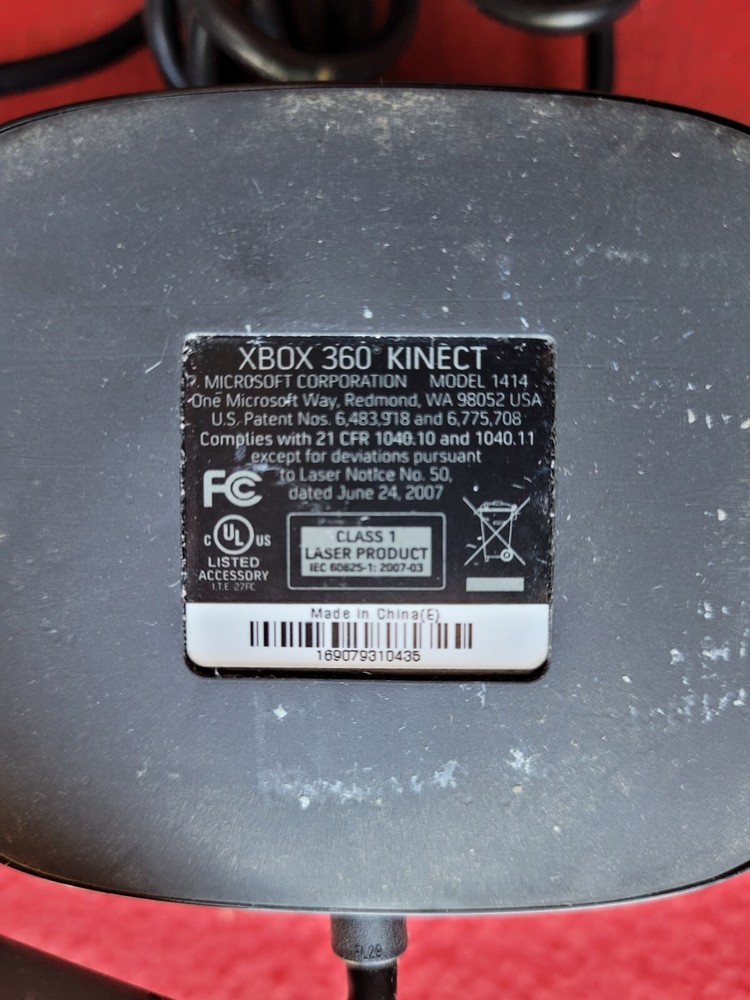 XBOX 360 KINECT
MICROSOFT CORPORATION MODEL 1414
One Microsoft Way, Redmond, WA 98052 USA
U.S. Patent Nos. 6,483,918 and 6,775,708
Complies with 21 CFR 1040.10 and 1040.11
except for deviations pursuant
to Laser Notice No. 50,
dated June 24, 2007
FC
C UL US
LISTED
ACCESSORY
I.T.E. 27FC
CLASS 1
LASER PRODUCT
IEC 60825-1: 2007-03
Made in China(E)
169079310435